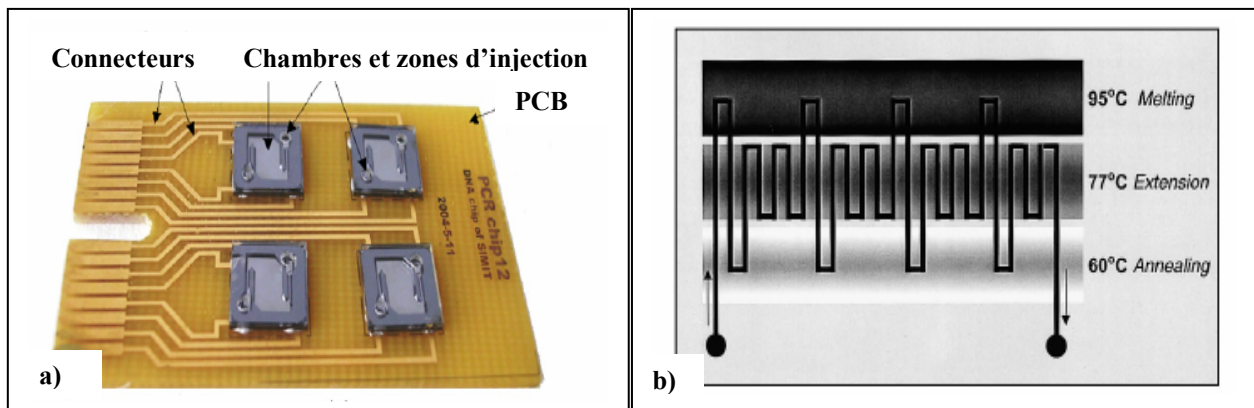 Connecteurs
Chambres et zones d’injection
PCB
PCR chip12
DNA chip of SIMIT
2004-5-11
a)
95°C Melting
77°C Extension
60°C Annealing
b)